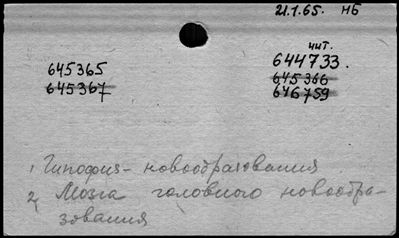 21.1.65. НБ
чит.
644733.
645365
645366
645367
646759
1, Гипофиз - новообразования
2, Мозга головного новообра-
зования